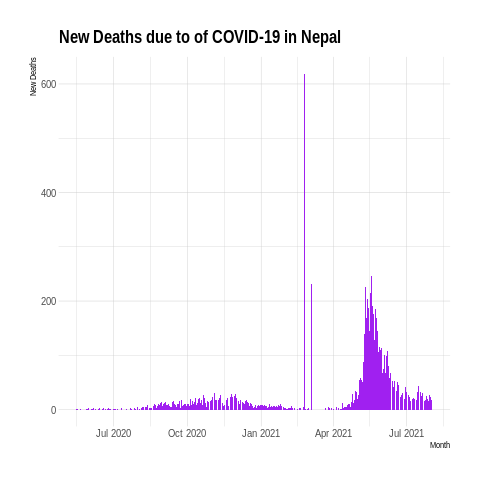 New Deaths due to of COVID-19 in Nepal
New Deaths
600
400
200
0
Jul 2020 Oct 2020 Jan 2021 Apr 2021 Jul 2021
Month